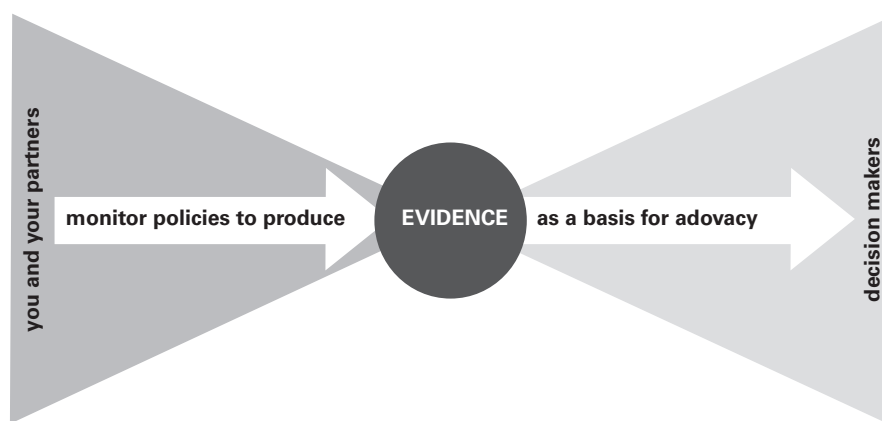 you and your partners
monitor policies to produce
EVIDENCE
as a basis for adovacy
decision makers